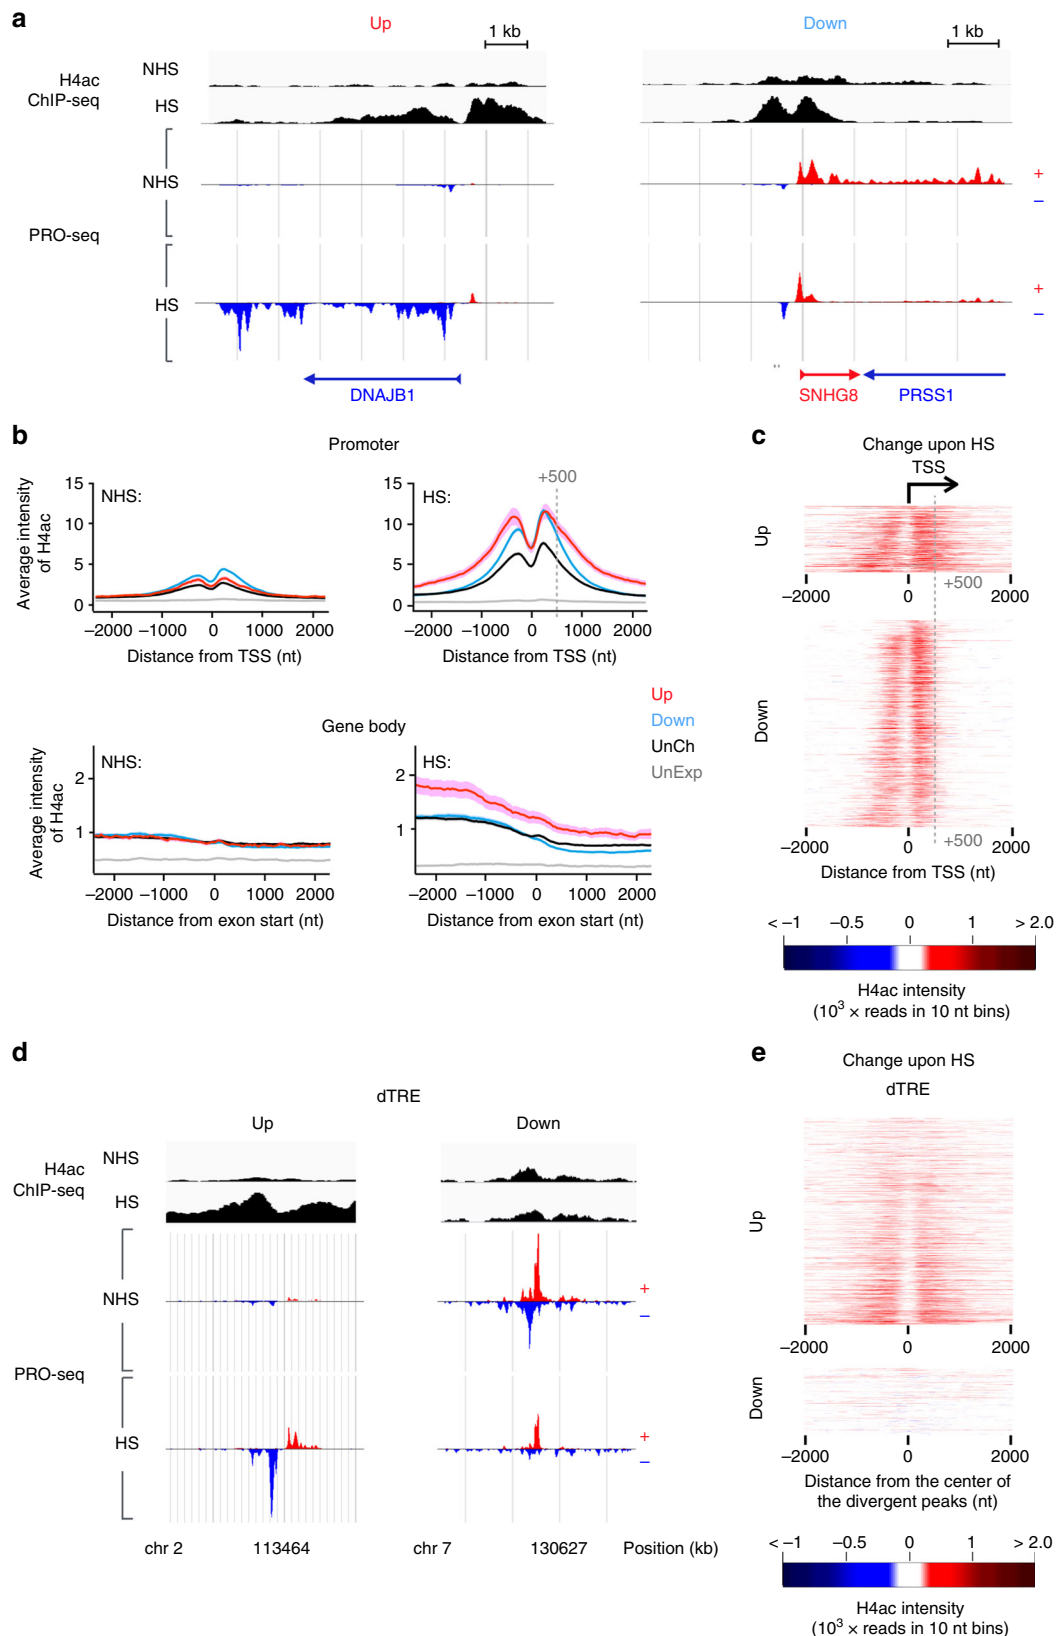 a
Up
Down
1 kb
1 kb
H4ac
ChIP-seq
NHS
HS
NHS
+
–
PRO-seq
HS
+
–
DNAJB1
SNHG8
PRSS1
b
Promoter
NHS:
HS:
+500
Average intensity
of H4ac
15
10
5
0
15
10
5
0
–2000 –1000 0 1000 2000
–2000 –1000 0 1000 2000
Distance from TSS (nt)
Distance from TSS (nt)
Gene body
Up
Down
UnCh
UnExp
NHS:
HS:
Average intensity
of H4ac
2
1
2
1
–2000 –1000 0 1000 2000
–2000 –1000 0 1000 2000
Distance from exon start (nt)
Distance from exon start (nt)
c
Change upon HS
TSS
Up
+500
–2000 0 2000
Down
+500
–2000 0 2000
Distance from TSS (nt)
< –1 –0.5 0 1 > 2.0
H4ac intensity
(10³ × reads in 10 nt bins)
d
dTRE
Up
Down
H4ac
ChIP-seq
NHS
HS
NHS
+
–
PRO-seq
HS
+
–
chr 2 113464
chr 7 130627 Position (kb)
e
Change upon HS
dTRE
Up
–2000 0 2000
Down
–2000 0 2000
Distance from the center of
the divergent peaks (nt)
< –1 –0.5 0 1 > 2.0
H4ac intensity
(10³ × reads in 10 nt bins)